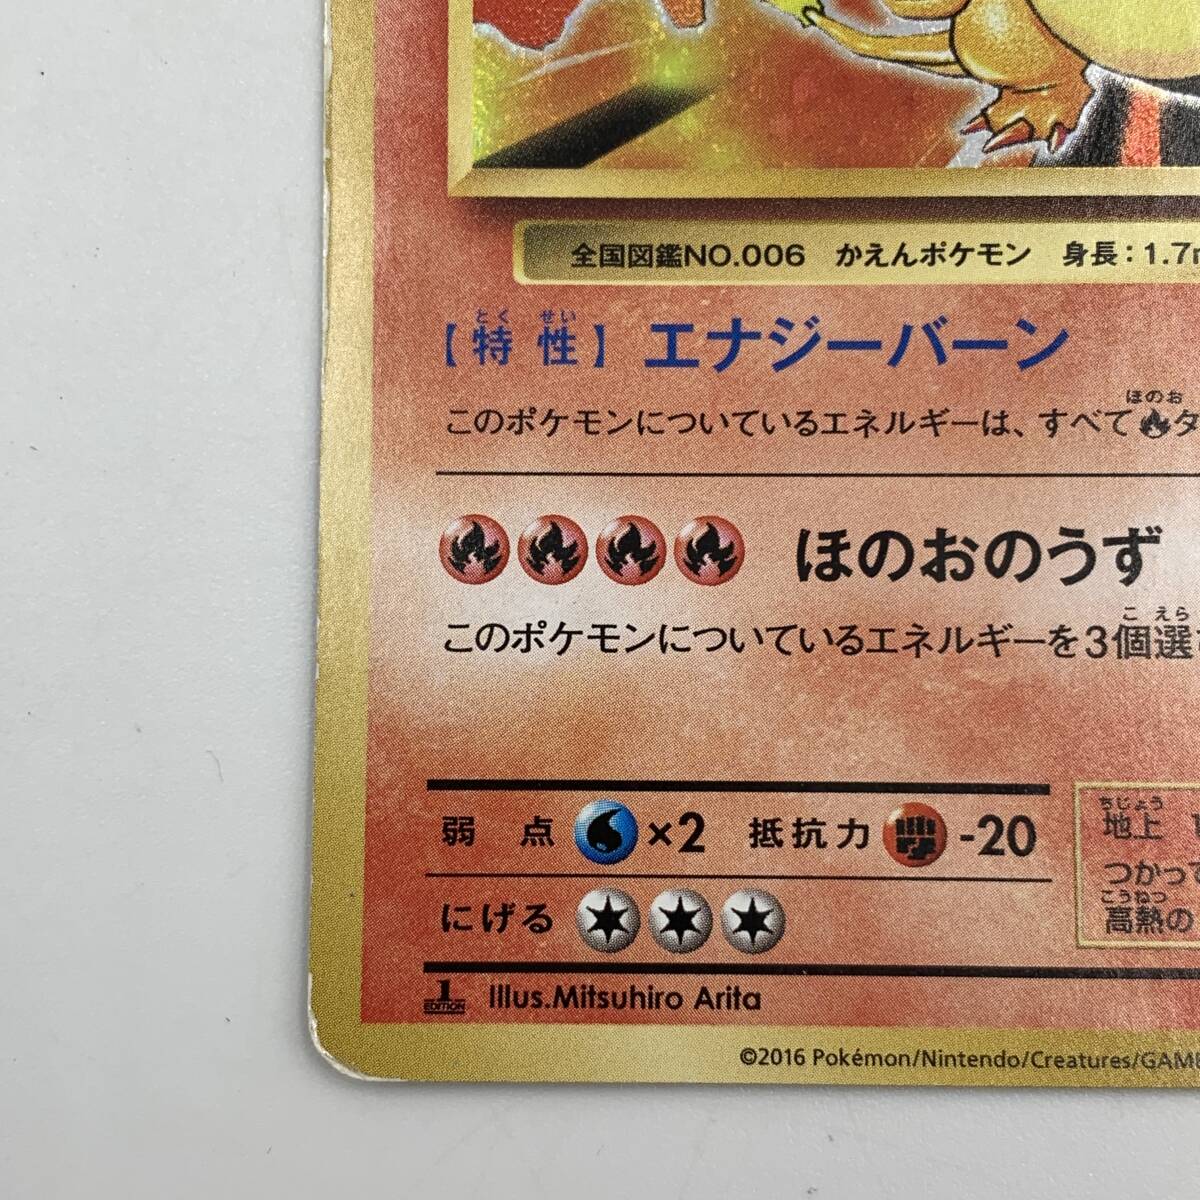 全国図鑑NO.006 かえんポケモン 身長：1.7m
とく せい
【特性】エナジーバーン
ほのお
このポケモンについているエネルギーは、すべて タ
ほのおのうず
こ えら
このポケモンについているエネルギーを3個選
弱点 ×2 抵抗力 -20
にげる
ちじょう
地上 1
つかって
こうねつ
高熱の
1 EDITION Illus.Mitsuhiro Arita
©2016 Pokémon/Nintendo/Creatures/GAME